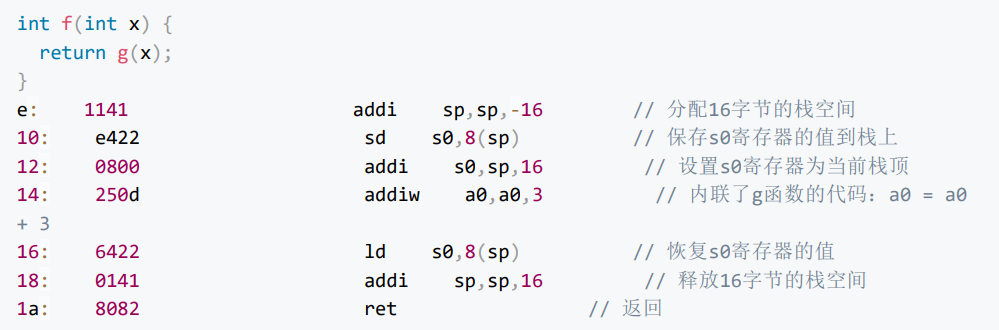 int f(int x) {
  return g(x);
}
e:    1141                addi    sp,sp,-16        // 分配16字节的栈空间
10:    e422                sd    s0,8(sp)          // 保存s0寄存器的值到栈上
12:    0800                addi    s0,sp,16         // 设置s0寄存器为当前栈顶
14:    250d                addiw    a0,a0,3          // 内联了g函数的代码：a0 = a0
+ 3
16:    6422                ld    s0,8(sp)          // 恢复s0寄存器的值
18:    0141                addi    sp,sp,16         // 释放16字节的栈空间
1a:    8082                ret                 // 返回